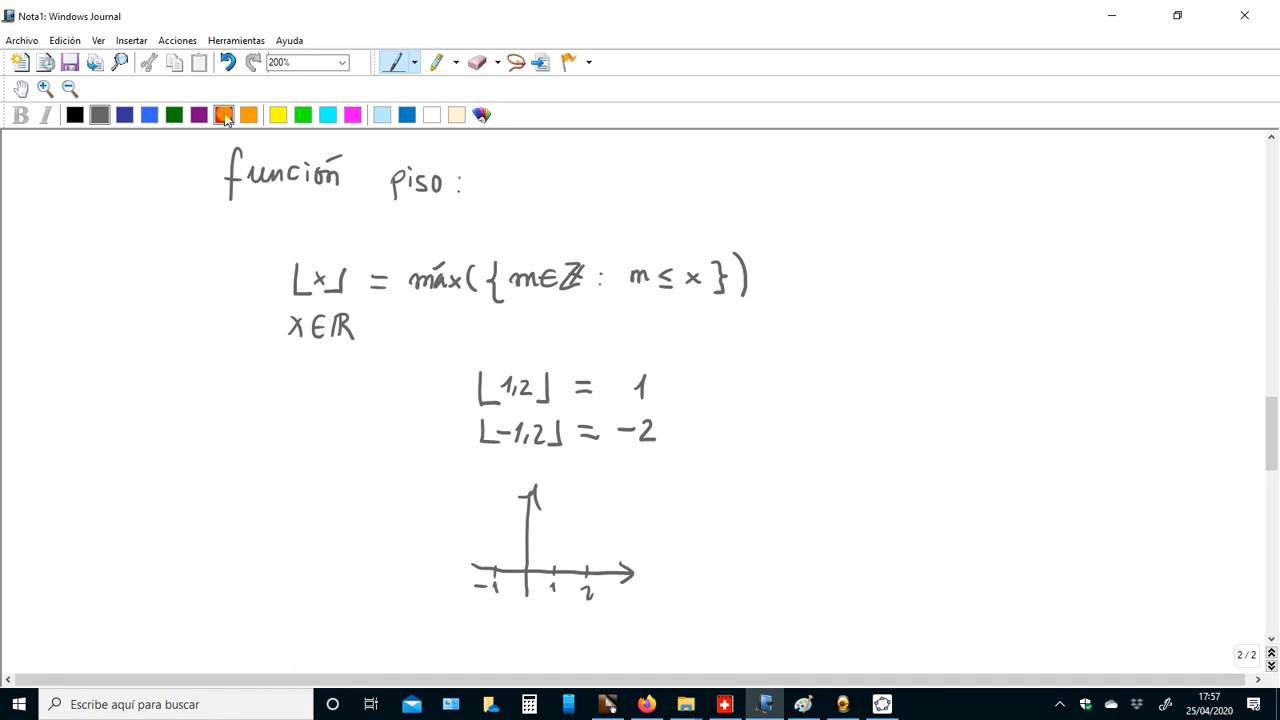 Nota1: Windows Journal
Archivo Edición Ver Insertar Acciones Herramientas Ayuda
200%
B I
función piso:
⌊x⌋ = máx({m∈ℤ : m ≤ x})
x∈ℝ
⌊1,2⌋ = 1
⌊-1,2⌋ = -2
-1 1 2
2 / 2
Escribe aquí para buscar
17:57
25/04/2020